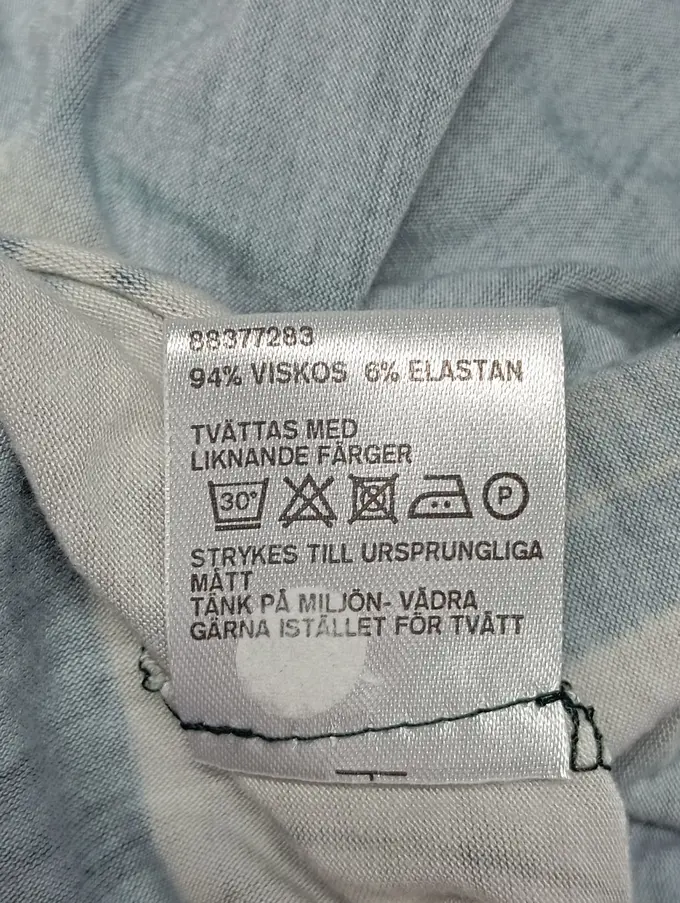 88377283
94% VISKOS 6% ELASTAN
TVÄTTAS MED
LIKNANDE FÄRGER
30°
P
STRYKES TILL URSPRUNGLIGA
MÅTT
TÄNK PÅ MILJÖN- VÄDRA
GÄRNA ISTÄLLET FÖR TVÄTT